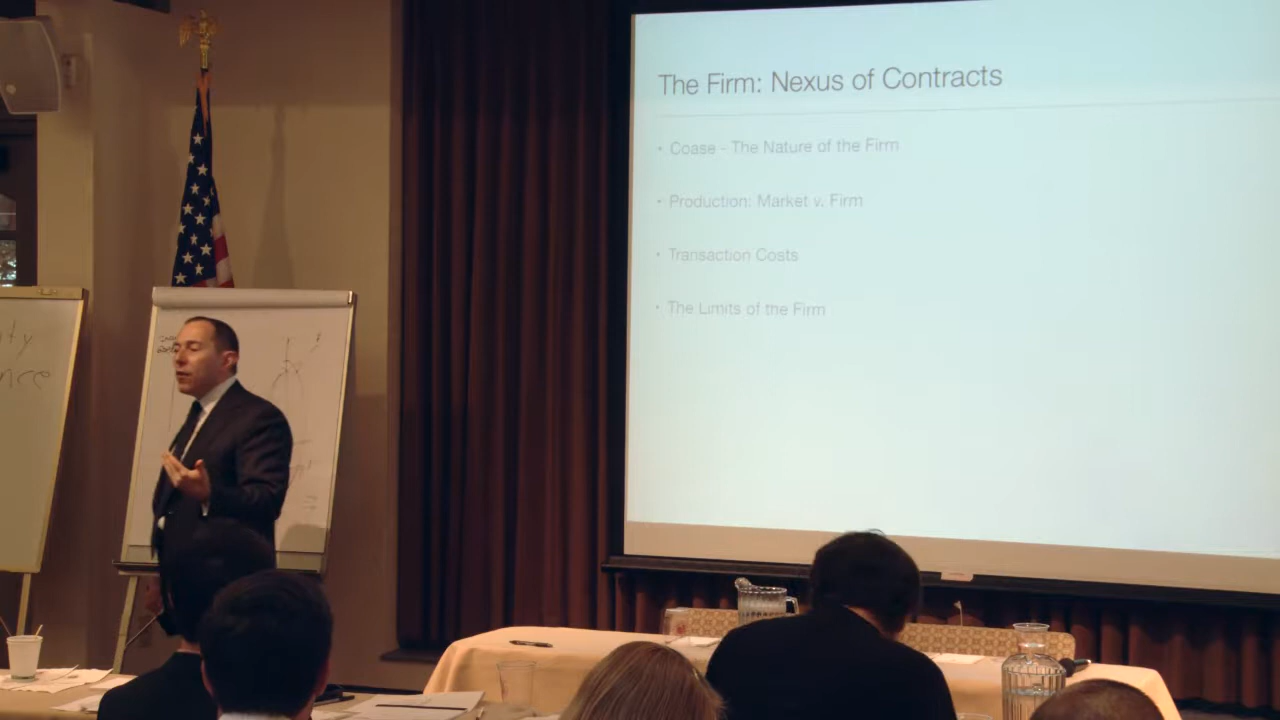 The Firm: Nexus of Contracts
• Coase - The Nature of the Firm
• Production: Market v. Firm
• Transaction Costs
• The Limits of the Firm